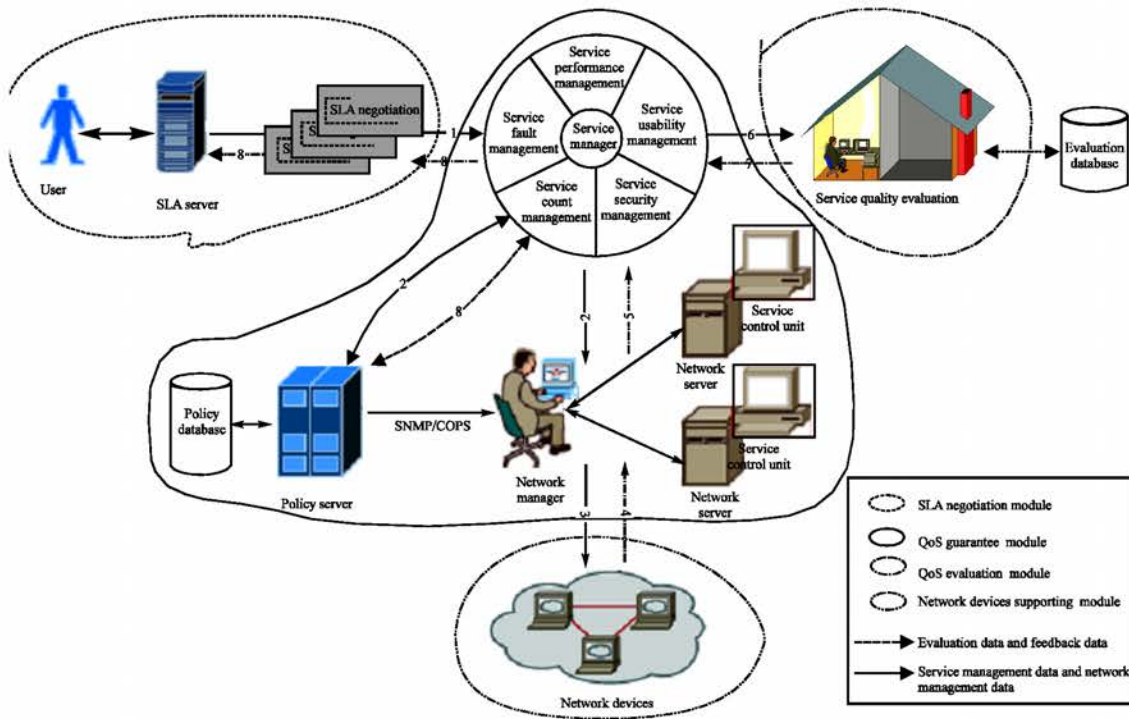 User
SLA server
8
SLA negotiation
1
8
Service
performance
management
Service
fault
management
Service
manager
Service
usability
management
Service
count
management
Service
security
management
6
7
Service quality evaluation
Evaluation
database
2
8
2
5
Service
control unit
Network
server
Service
control unit
Network
server
Policy
database
Policy server
SNMP/COPS
Network
manager
3
4
Network devices
SLA negotiation module
QoS guarantee module
QoS evaluation module
Network devices supporting module
Evaluation data and feedback data
Service management data and network
management data